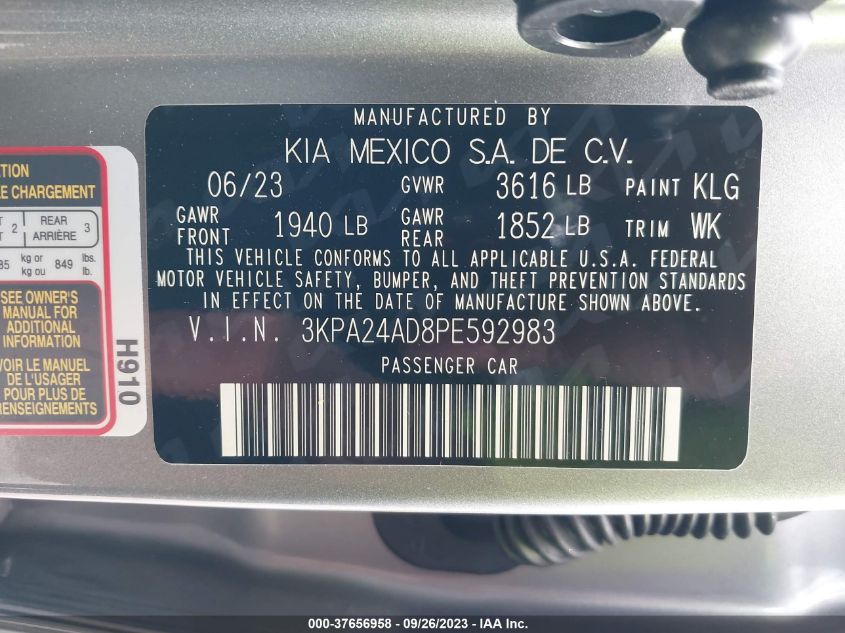 MANUFACTURED BY
KIA MEXICO S.A. DE C.V.
06/23 GVWR 3616 LB PAINT KLG
GAWR FRONT 1940 LB GAWR REAR 1852 LB TRIM WK
THIS VEHICLE CONFORMS TO ALL APPLICABLE U.S.A. FEDERAL
MOTOR VEHICLE SAFETY, BUMPER, AND THEFT PREVENTION STANDARDS
IN EFFECT ON THE DATE OF MANUFACTURE SHOWN ABOVE.
V.I.N. 3KPA24AD8PE592983
PASSENGER CAR
CHARGEMENT
2 REAR ARRIÈRE 3
kg or kg ou 849 lbs. lb.
SEE OWNER'S
MANUAL FOR
ADDITIONAL
INFORMATION
VOIR LE MANUEL
DE L'USAGER
POUR PLUS DE
RENSEIGNEMENTS
H910
000-37656958 - 09/26/2023 - IAA Inc.